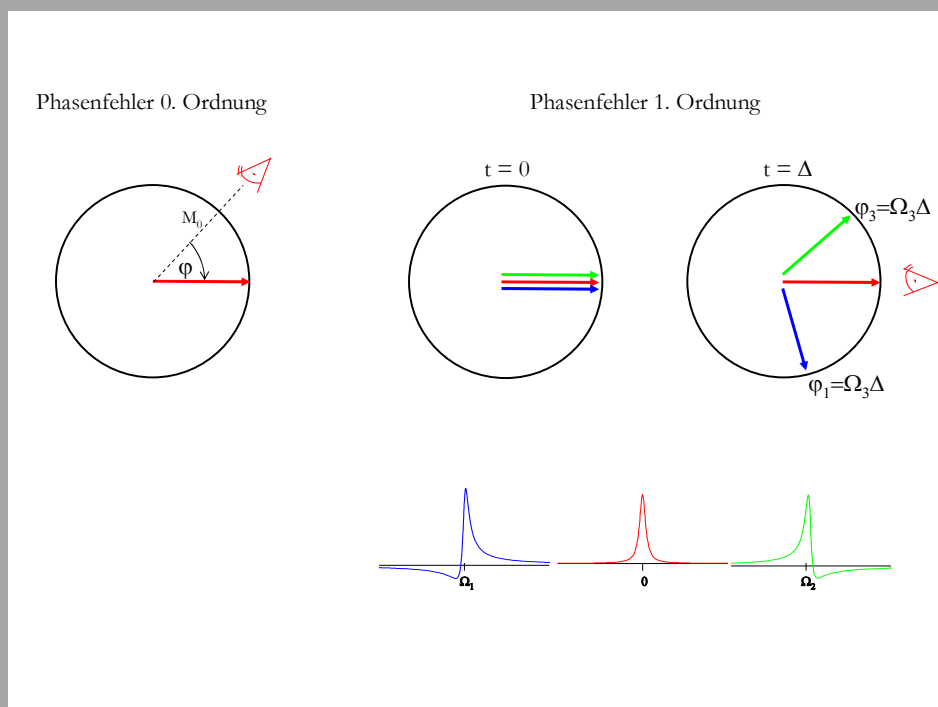 Phasenfehler 0. Ordnung
Phasenfehler 1. Ordnung
t = 0
t = Δ
M₀
φ
φ₃=Ω₃Δ
φ₁=Ω₃Δ
Ω₁
0
Ω₂